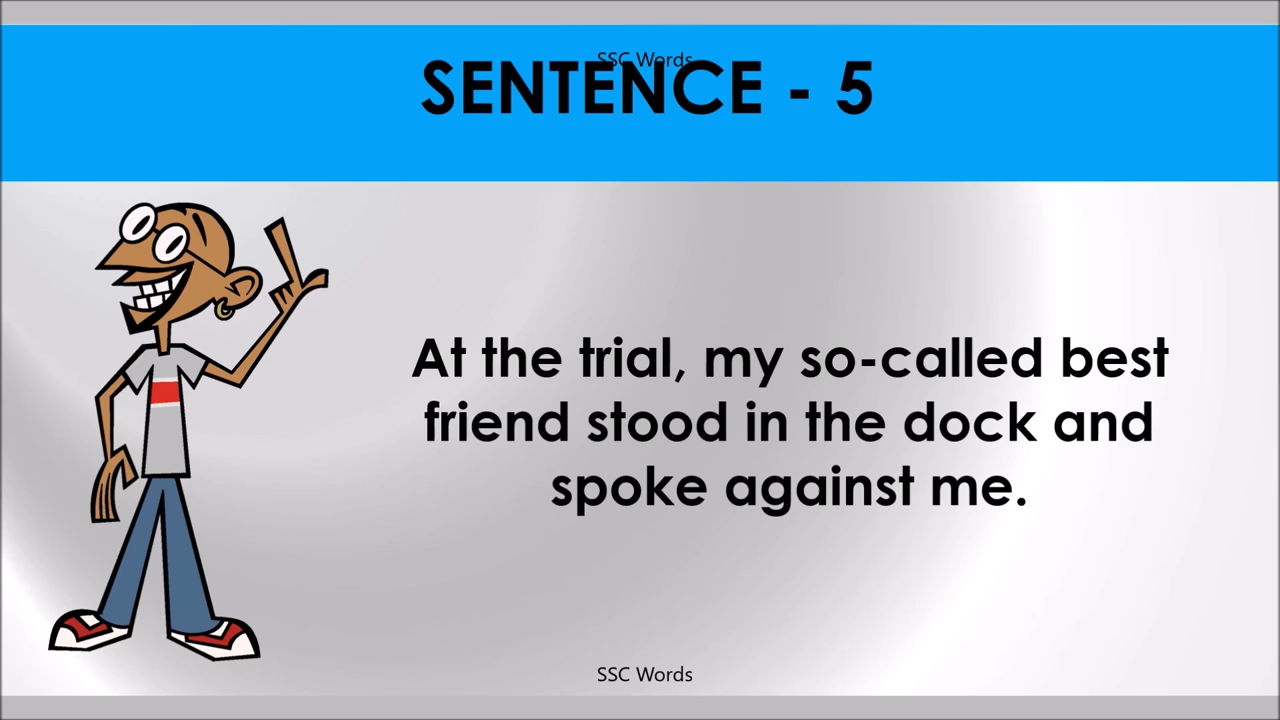 SSC Words
SENTENCE - 5
At the trial, my so-called best
friend stood in the dock and
spoke against me.
SSC Words